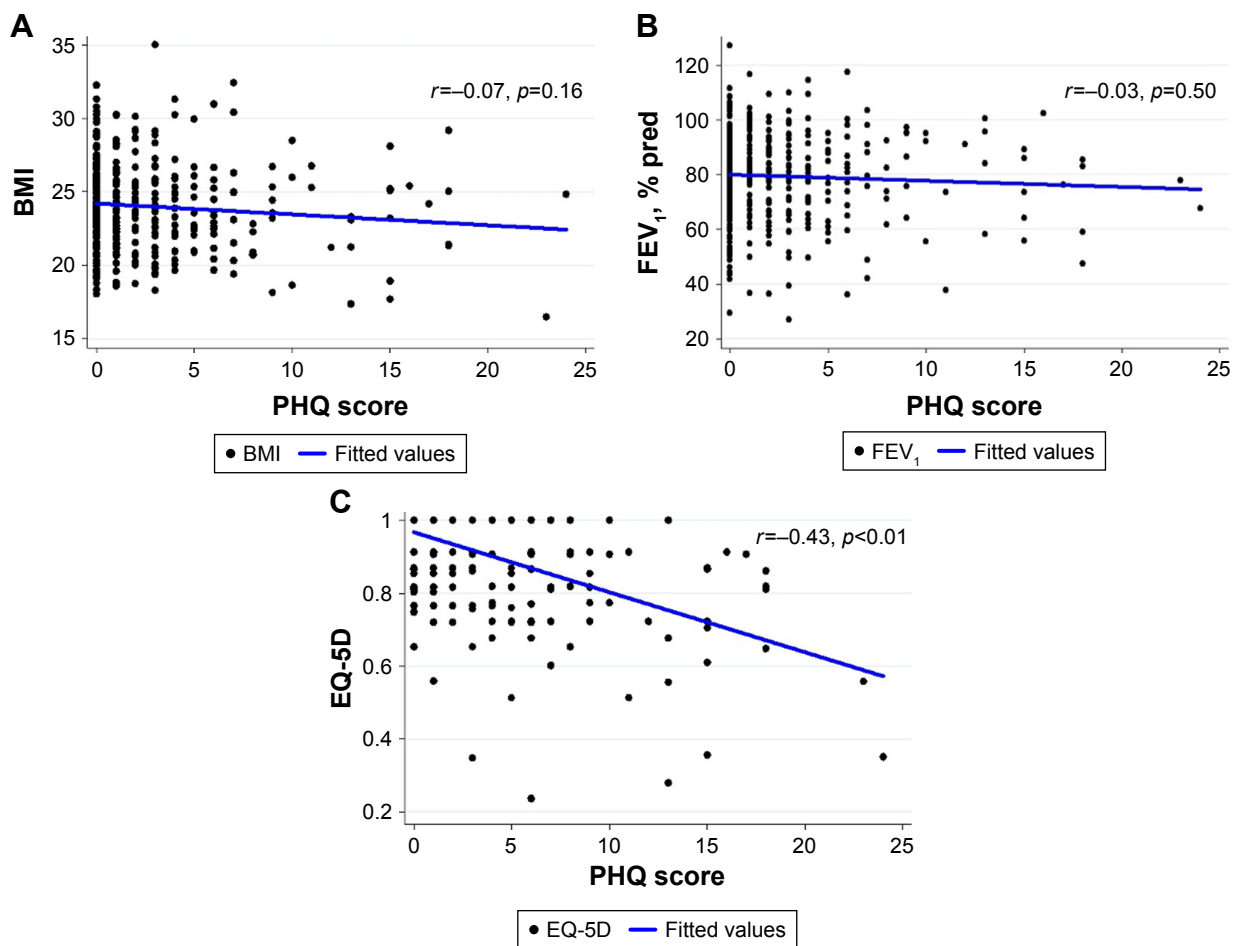 A
BMI
35
30
25
20
15
r=–0.07, p=0.16
0 5 10 15 20 25
PHQ score
BMI Fitted values
B
FEV1, % pred
120
100
80
60
40
20
r=–0.03, p=0.50
0 5 10 15 20 25
PHQ score
FEV1 Fitted values
C
EQ-5D
1
0.8
0.6
0.4
0.2
r=–0.43, p<0.01
0 5 10 15 20 25
PHQ score
EQ-5D Fitted values